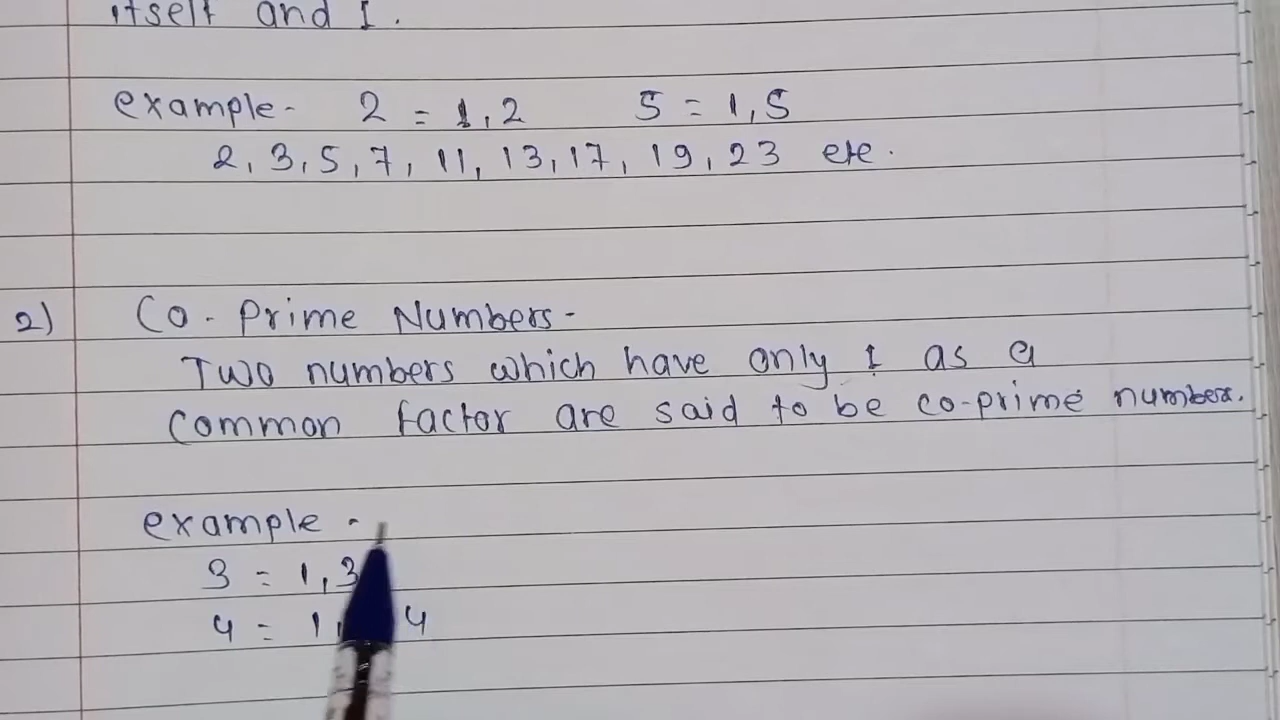 itself and 1.
example - 2 = 1, 2 5 = 1, 5
2, 3, 5, 7, 11, 13, 17, 19, 23 etc.
2) Co-Prime Numbers -
Two numbers which have only 1 as a
common factor are said to be co-prime number.
example -
3 = 1, 3
4 = 1, 4